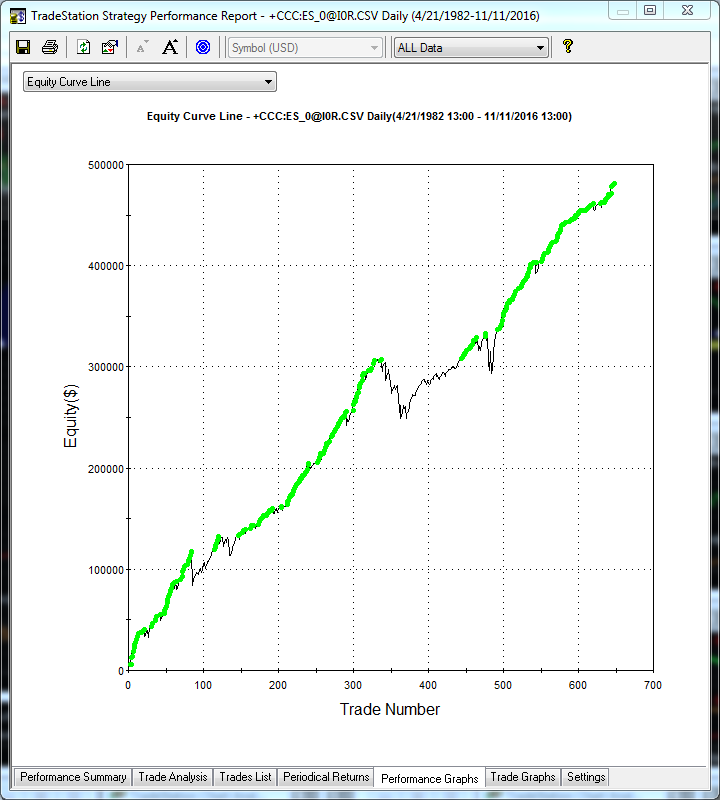 TradeStation Strategy Performance Report - +CCC:ES_0@I0R.CSV Daily (4/21/1982-11/11/2016)
A A Symbol (USD) ALL Data ?
Equity Curve Line
Equity Curve Line - +CCC:ES_0@I0R.CSV Daily(4/21/1982 13:00 - 11/11/2016 13:00)
500000
400000
300000
200000
100000
0
Equity($)
0 100 200 300 400 500 600 700
Trade Number
Performance Summary Trade Analysis Trades List Periodical Returns Performance Graphs Trade Graphs Settings